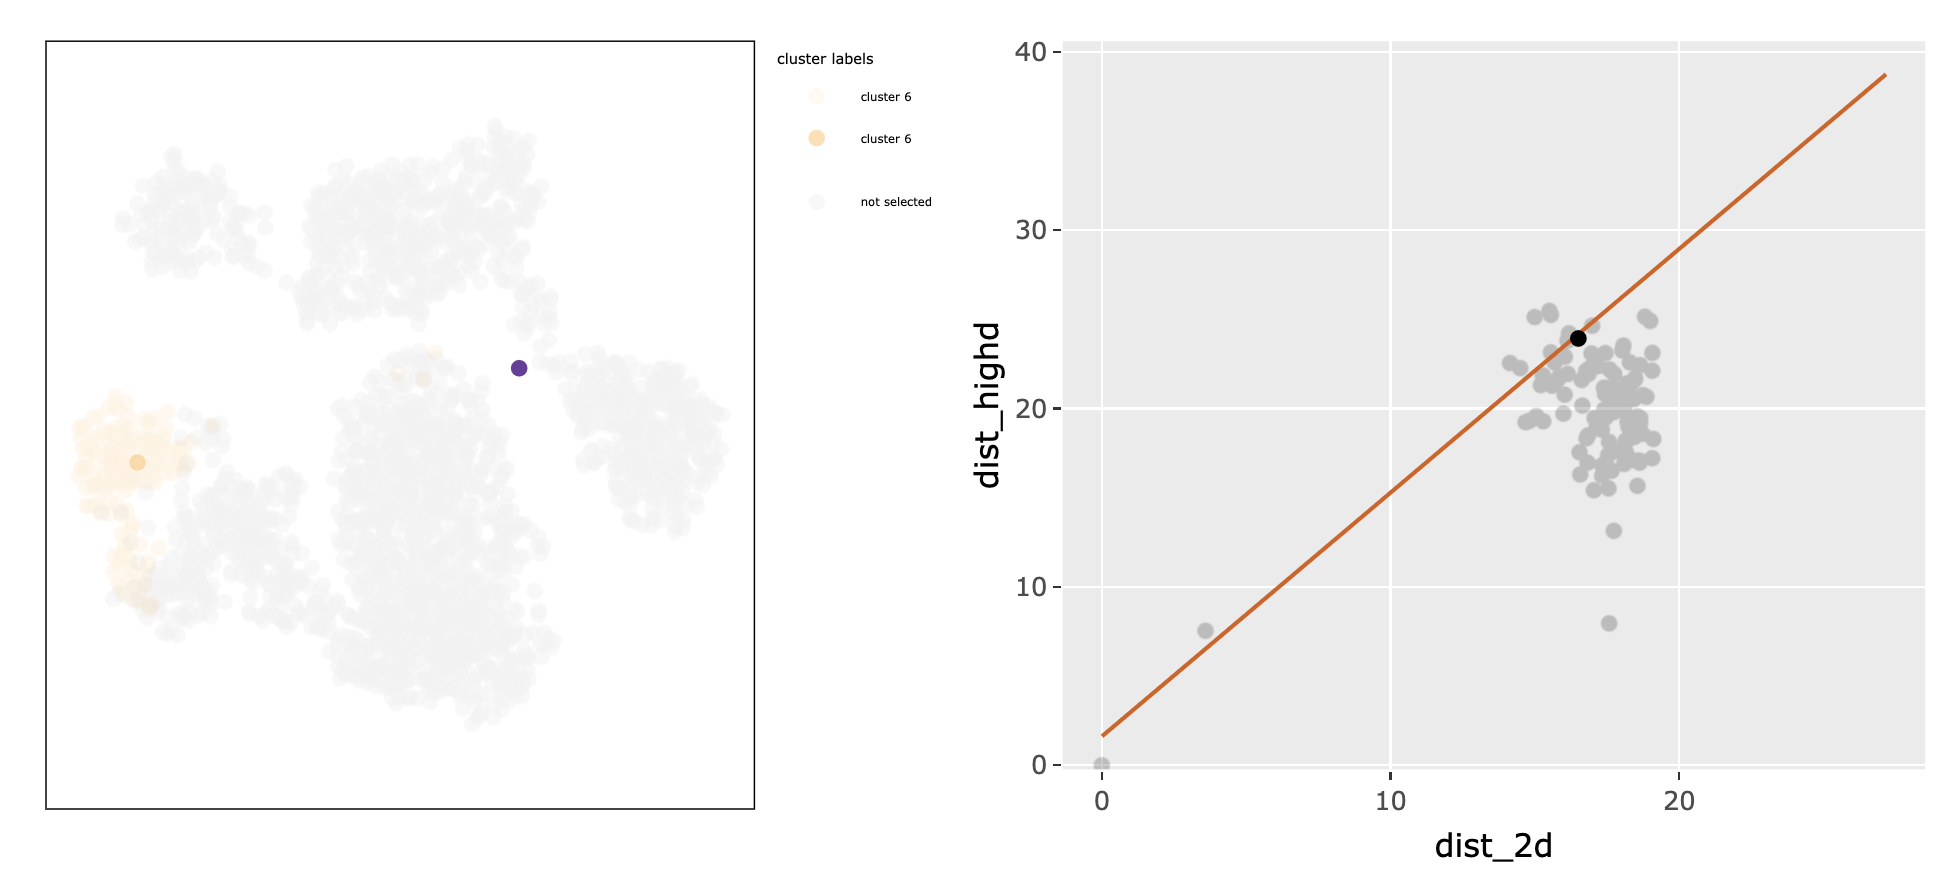 cluster labels
cluster 6
cluster 6
not selected
dist_highd
40
30
20
10
0
0 10 20
dist_2d